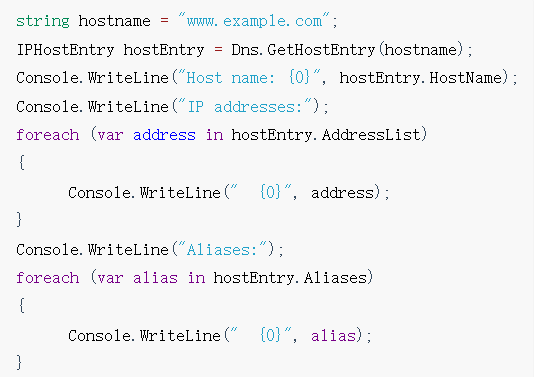 string hostname = "www.example.com";
IPHostEntry hostEntry = Dns.GetHostEntry(hostname);
Console.WriteLine("Host name: {0}", hostEntry.HostName);
Console.WriteLine("IP addresses:");
foreach (var address in hostEntry.AddressList)
{
    Console.WriteLine("  {0}", address);
}
Console.WriteLine("Aliases:");
foreach (var alias in hostEntry.Aliases)
{
    Console.WriteLine("  {0}", alias);
}